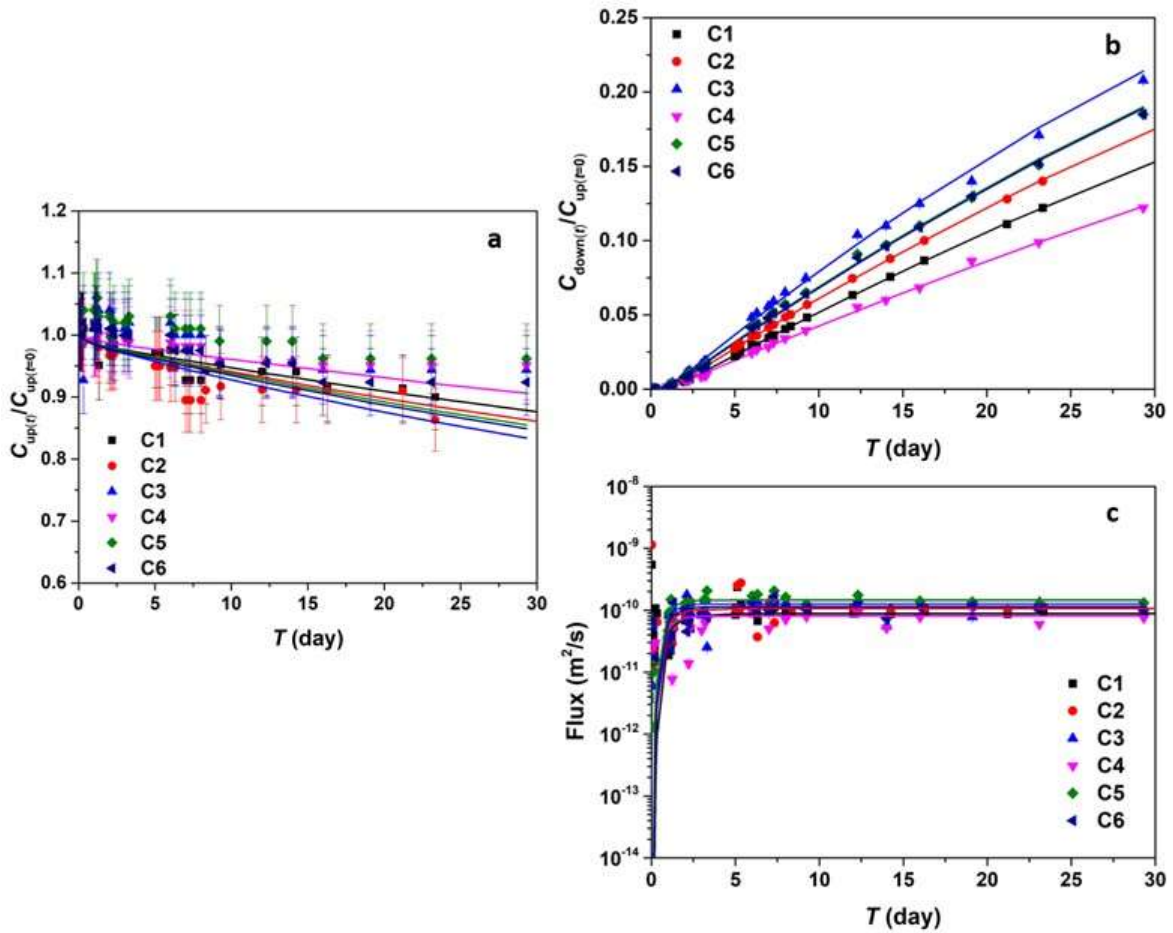 a
C_up(t)/C_up(t=0)
1.2
1.1
1.0
0.9
0.8
0.7
0.6
C1
C2
C3
C4
C5
C6
0 5 10 15 20 25 30
T (day)
b
C_down(t)/C_up(t=0)
0.25
0.20
0.15
0.10
0.05
0.00
C1
C2
C3
C4
C5
C6
0 5 10 15 20 25 30
T (day)
c
Flux (m²/s)
10⁻⁸
10⁻⁹
10⁻¹⁰
10⁻¹¹
10⁻¹²
10⁻¹³
10⁻¹⁴
C1
C2
C3
C4
C5
C6
0 5 10 15 20 25 30
T (day)